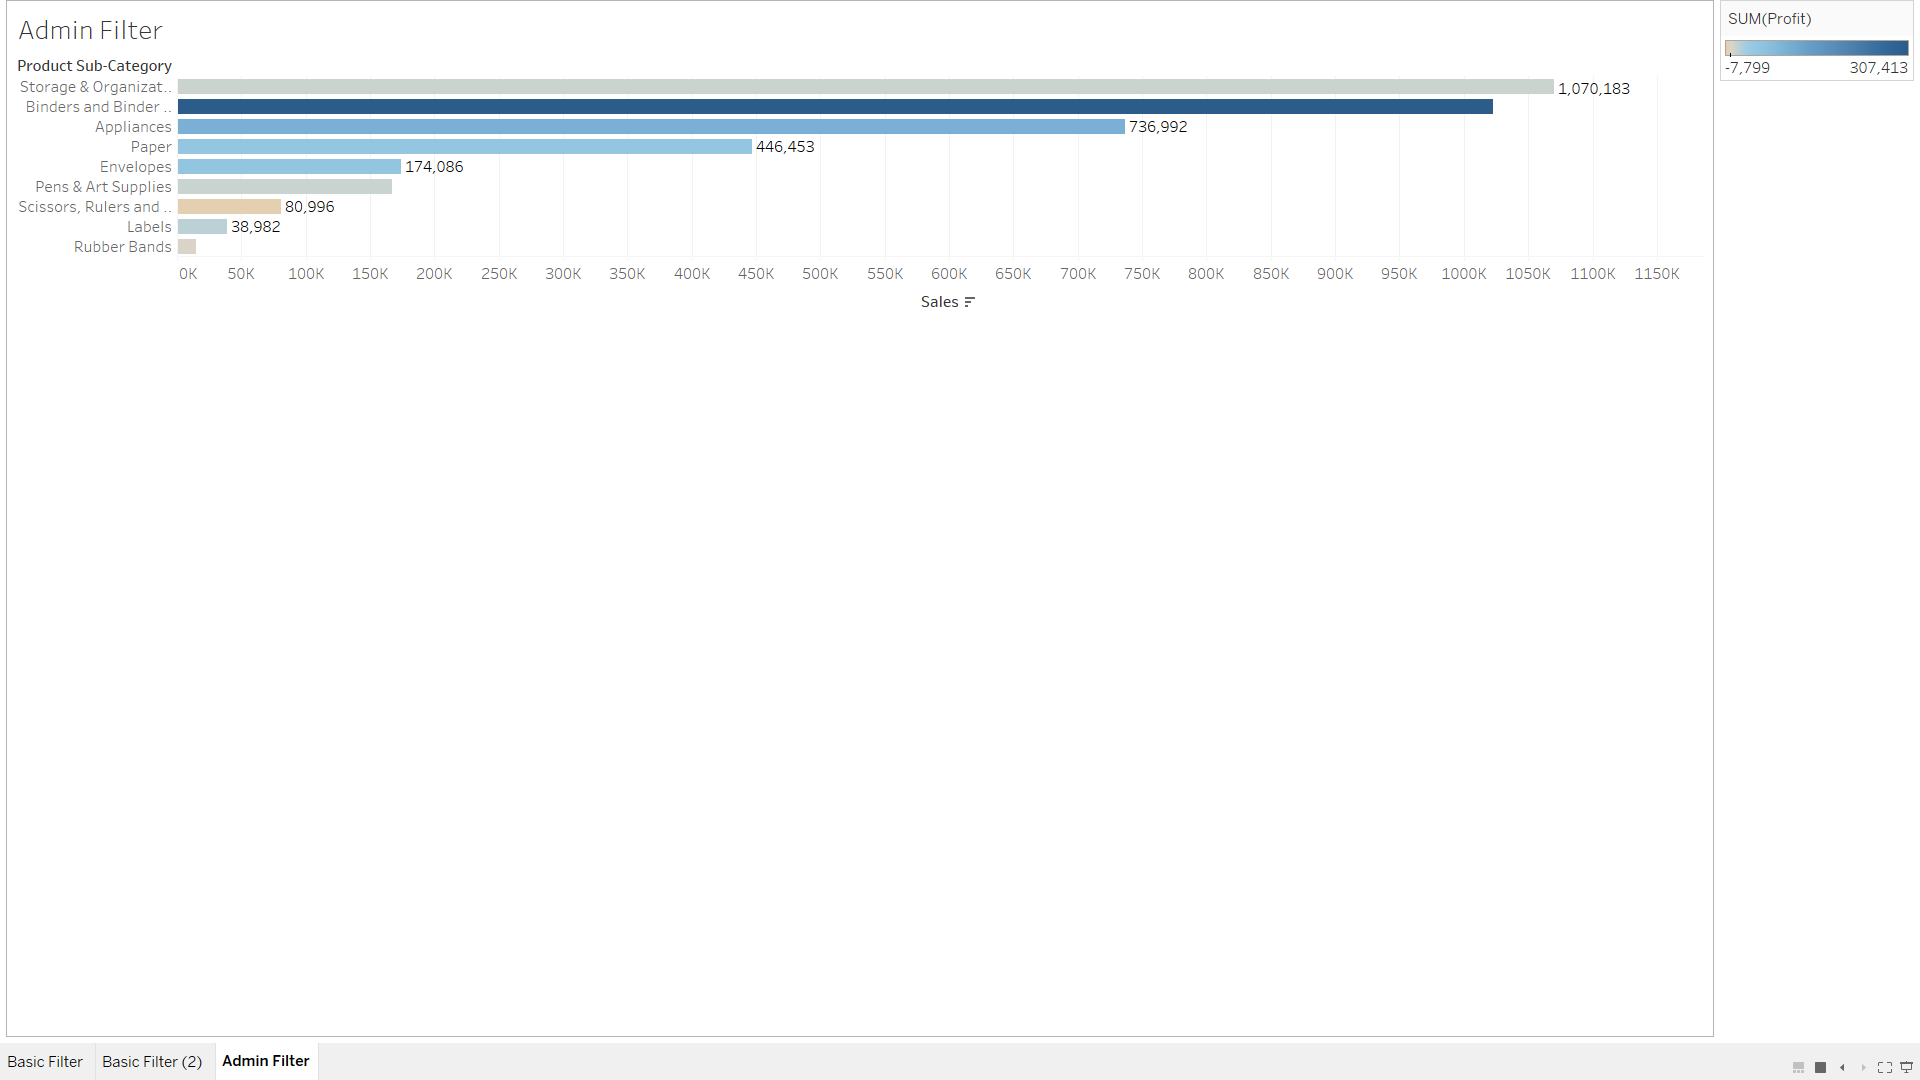 Admin Filter
Product Sub-Category
Storage & Organizat.. 1,070,183
Binders and Binder ..
Appliances 736,992
Paper 446,453
Envelopes 174,086
Pens & Art Supplies
Scissors, Rulers and .. 80,996
Labels 38,982
Rubber Bands
0K 50K 100K 150K 200K 250K 300K 350K 400K 450K 500K 550K 600K 650K 700K 750K 800K 850K 900K 950K 1000K 1050K 1100K 1150K
Sales
SUM(Profit)
-7,799 307,413
Basic Filter Basic Filter (2) Admin Filter